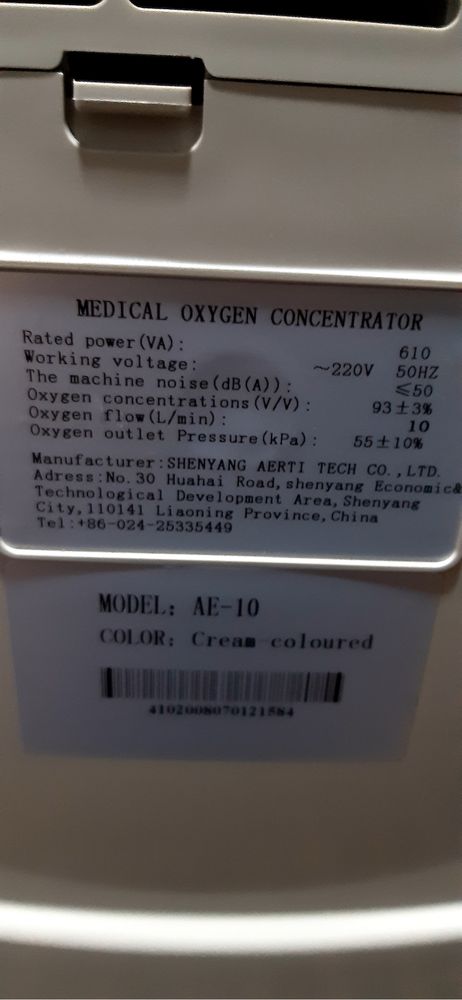 MEDICAL OXYGEN CONCENTRATOR
Rated power(VA): 610
Working voltage: ~220V 50HZ
The machine noise(dB(A)): ≤50
Oxygen concentrations(V/V): 93±3%
Oxygen flow(L/min): 10
Oxygen outlet Pressure(kPa): 55±10%
Manufacturer:SHENYANG AERTI TECH CO.,LTD.
Adress:No.30 Huahai Road,shenyang Economic&
Technological Development Area,Shenyang
City,110141 Liaoning Province,China
Tel:+86-024-25335449
MODEL: AE-10
COLOR: Cream coloured
4102008070121584